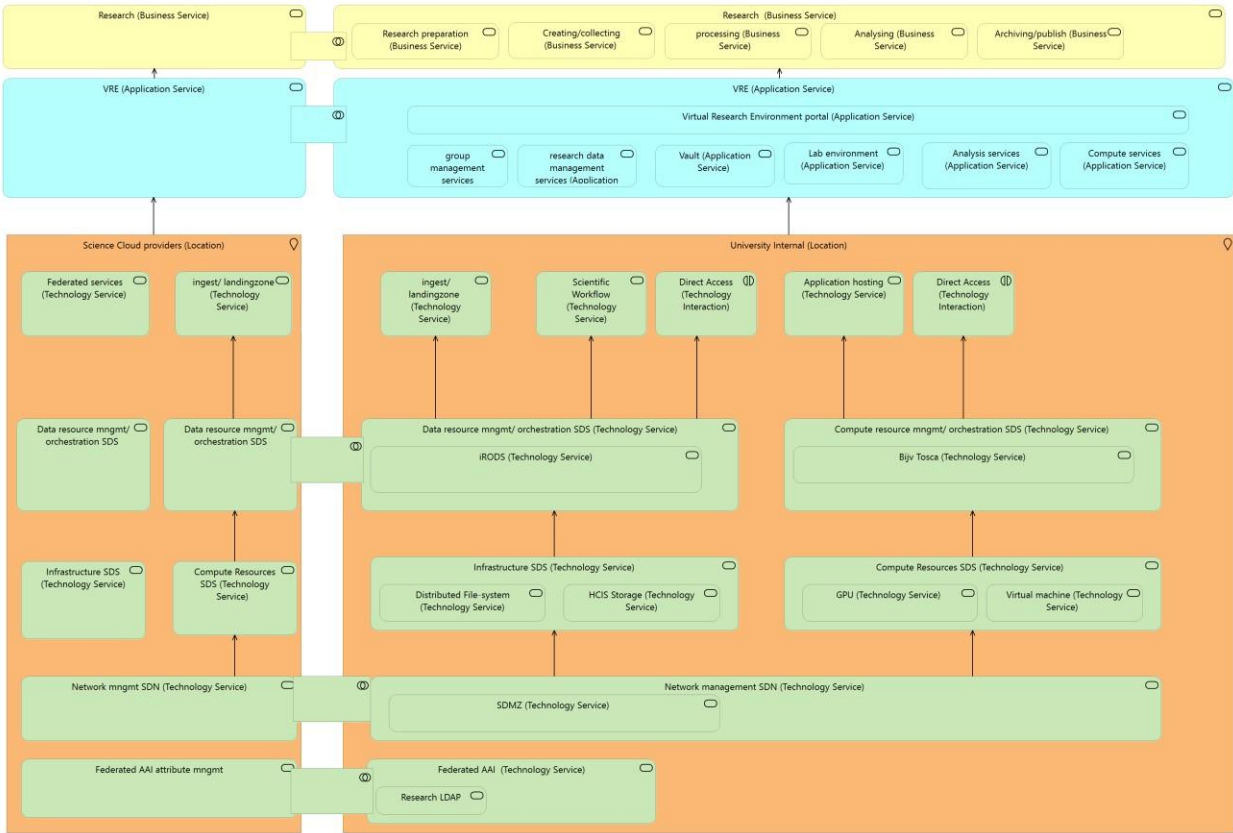 Research (Business Service)
Research (Business Service)
Research preparation
(Business Service)
Creating/collecting
(Business Service)
processing (Business
Service)
Analysing (Business
Service)
Archiving/publish (Business
Service)
VRE (Application Service)
VRE (Application Service)
Virtual Research Environment portal (Application Service)
group
management
services
research data
management
services (Application
Vault (Application
Service)
Lab environment
(Application Service)
Analysis services
(Application Service)
Compute services
(Application Service)
Science Cloud providers (Location)
University Internal (Location)
Federated services
(Technology Service)
ingest/ landingzone
(Technology
Service)
ingest/
landingzone
(Technology
Service)
Scientific
Workflow
(Technology
Service)
Direct Access
(Technology
Interaction)
Application hosting
(Technology Service)
Direct Access
(Technology
Interaction)
Data resource mngmt/
orchestration SDS
Data resource mngmt/
orchestration SDS
Data resource mngmt/ orchestration SDS (Technology Service)
iRODS (Technology Service)
Compute resource mngmt/ orchestration SDS (Technology Service)
Bijv Tosca (Technology Service)
Infrastructure SDS
(Technology Service)
Compute Resources
SDS (Technology
Service)
Infrastructure SDS (Technology Service)
Distributed File-system
(Technology Service)
HCIS Storage (Technology
Service)
Compute Resources SDS (Technology Service)
GPU (Technology Service)
Virtual machine (Technology
Service)
Network mngmt SDN (Technology Service)
Network management SDN (Technology Service)
SDMZ (Technology Service)
Federated AAI attribute mngmt
Federated AAI (Technology Service)
Research LDAP